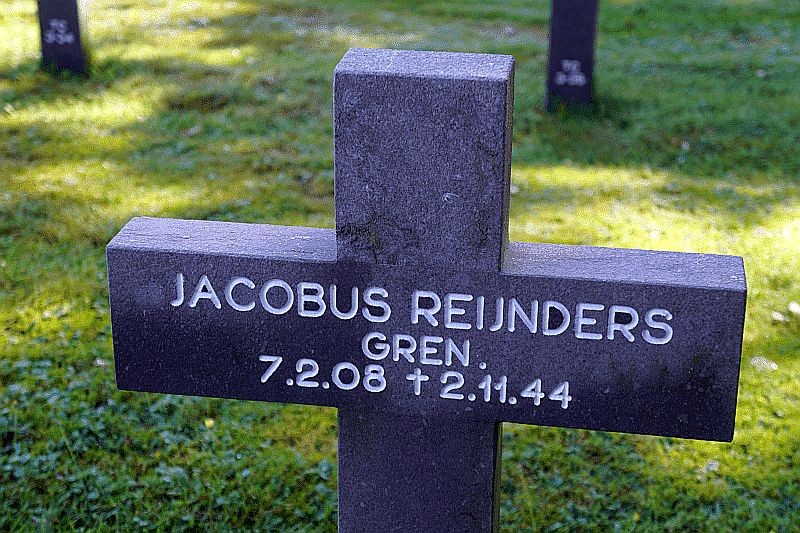 JACOBUS REIJNDERS
GREN.
7.2.08 ✝ 2.11.44